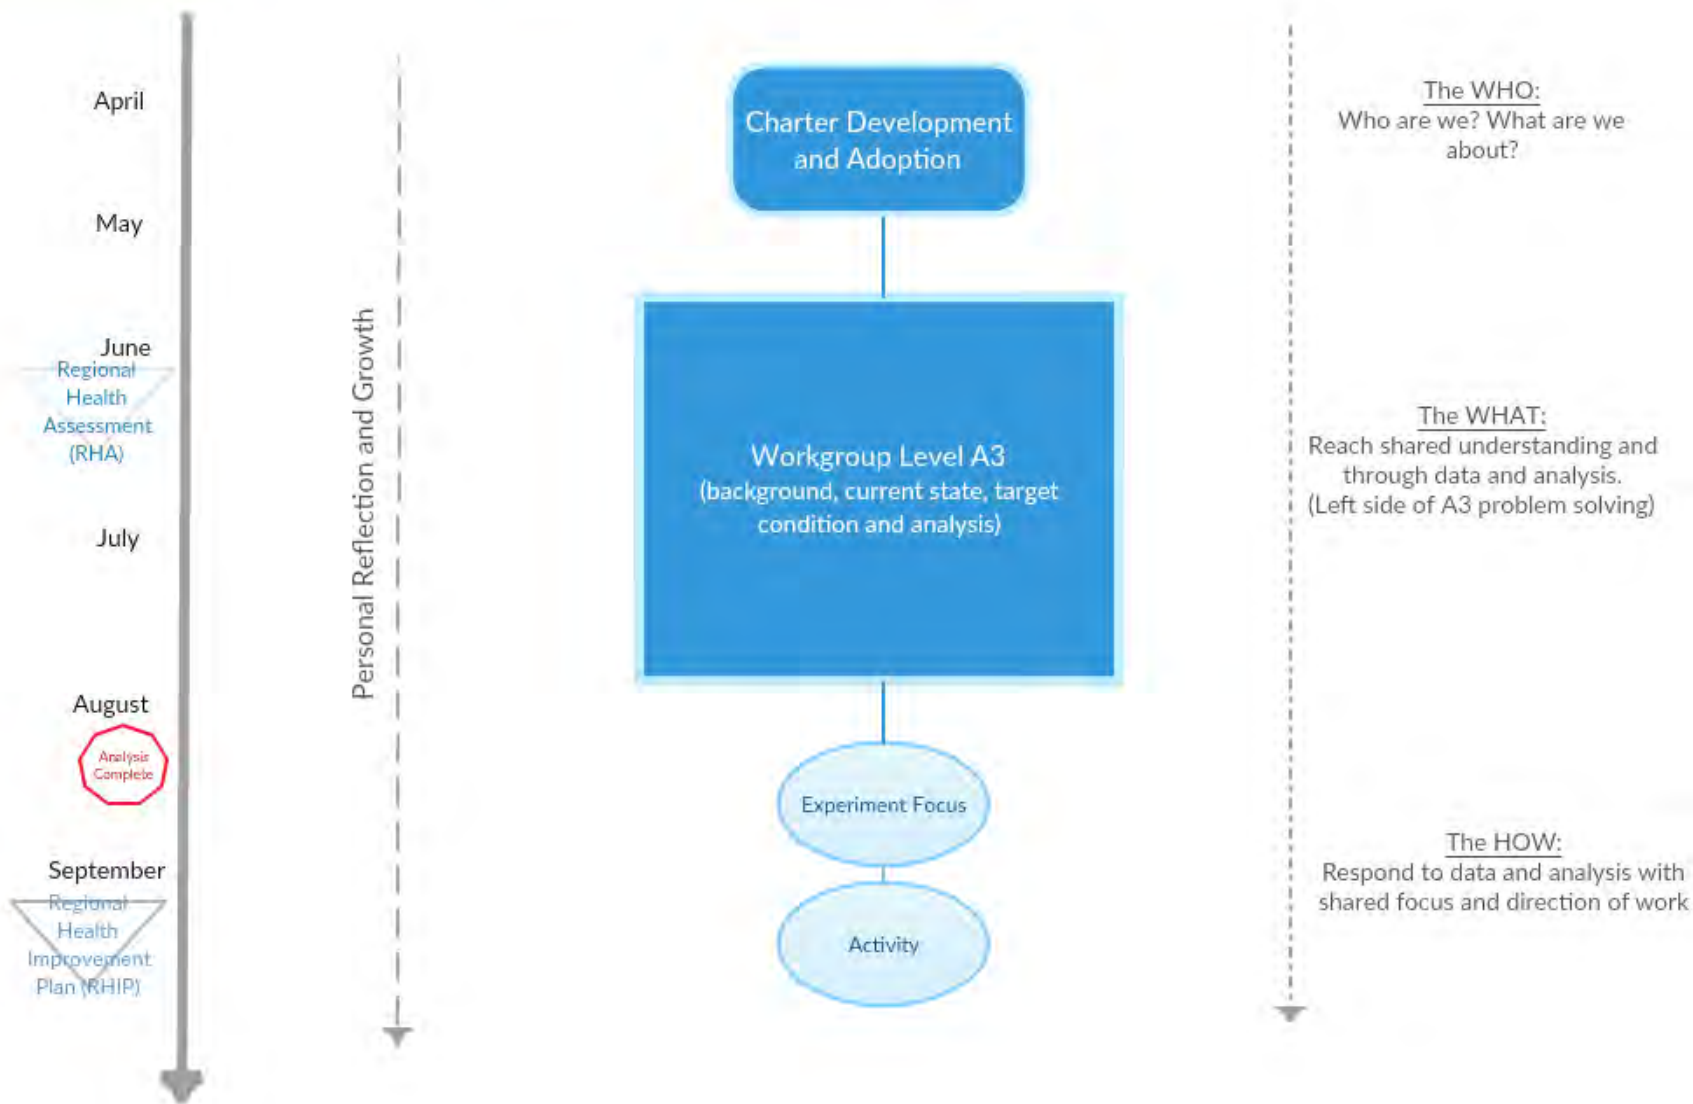 April
May
June
Regional
Health
Assessment
(RHA)
July
August
Analysis
Complete
September
Regional
Health
Improvement
Plan (RHIP)
Personal Reflection and Growth
Charter Development
and Adoption
Workgroup Level A3
(background, current state, target
condition and analysis)
Experiment Focus
Activity
The WHO:
Who are we? What are we
about?
The WHAT:
Reach shared understanding and
through data and analysis.
(Left side of A3 problem solving)
The HOW:
Respond to data and analysis with
shared focus and direction of work